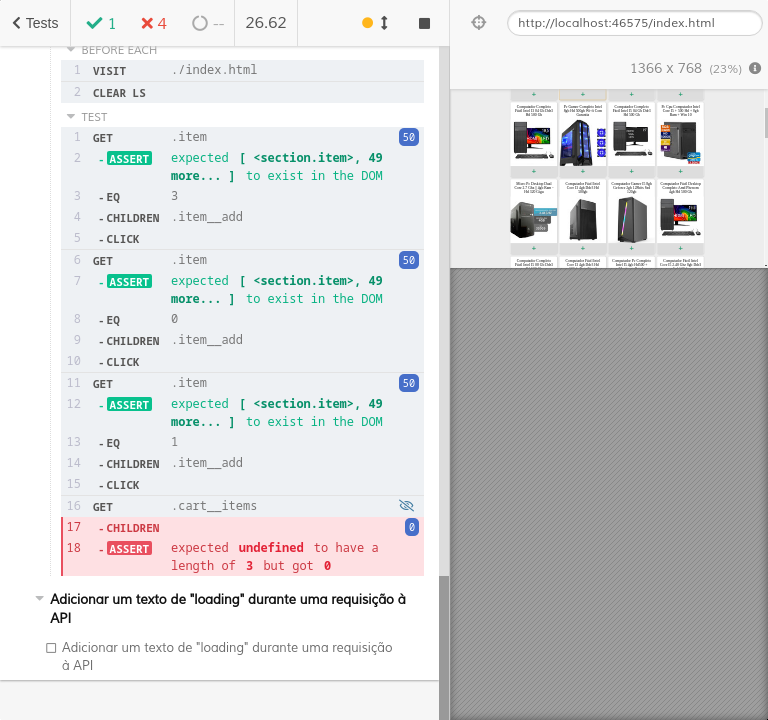 Tests
1
4
--
26.62
BEFORE EACH
1 VISIT ./index.html
2 CLEAR LS
TEST
1 GET .item 50
2 -ASSERT expected [ <section.item>, 49
more... ] to exist in the DOM
3 -EQ 3
4 -CHILDREN .item__add
5 -CLICK
6 GET .item 50
7 -ASSERT expected [ <section.item>, 49
more... ] to exist in the DOM
8 -EQ 0
9 -CHILDREN .item__add
10 -CLICK
11 GET .item 50
12 -ASSERT expected [ <section.item>, 49
more... ] to exist in the DOM
13 -EQ 1
14 -CHILDREN .item__add
15 -CLICK
16 GET .cart__items
17 -CHILDREN 0
18 -ASSERT expected undefined to have a
length of 3 but got 0
Adicionar um texto de "loading" durante uma requisição à
API
Adicionar um texto de "loading" durante uma requisição
à API
http://localhost:46575/index.html
1366 x 768 (23%)